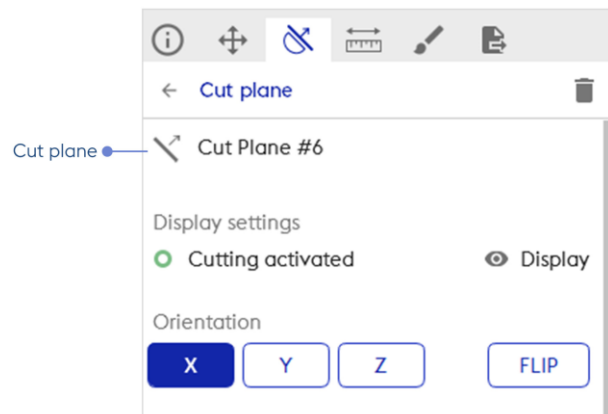 Cut plane
Cut plane Cut Plane #6
Display settings
Cutting activated Display
Orientation
X Y Z FLIP